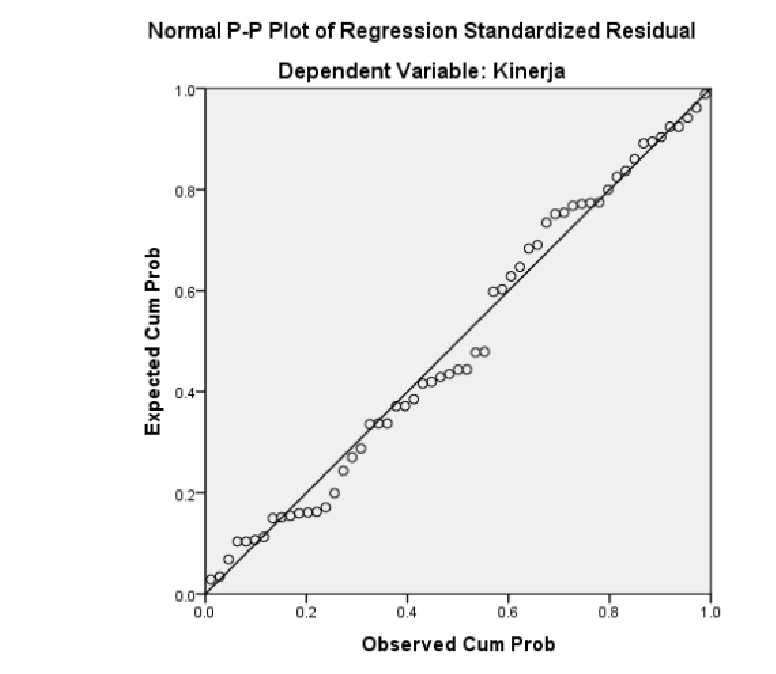 Normal P-P Plot of Regression Standardized Residual
Dependent Variable: Kinerja
1.0
0.8
0.6
0.4
0.2
0.0
Expected Cum Prob
0.0 0.2 0.4 0.6 0.8 1.0
Observed Cum Prob